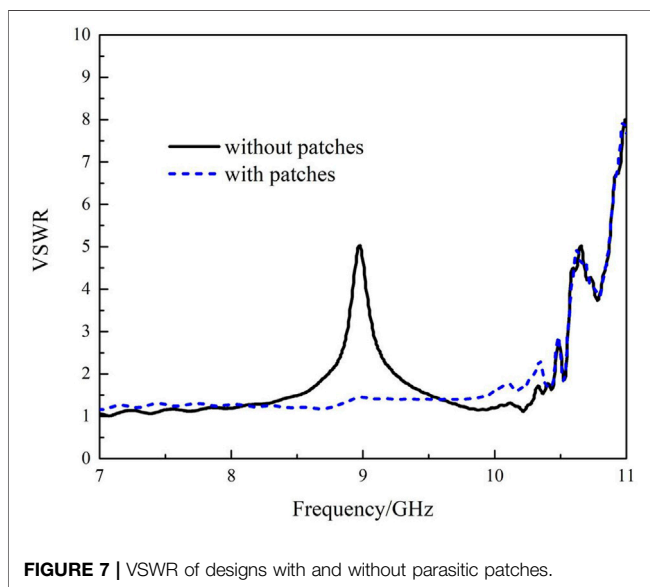 10
9
8
7
6
5
4
3
2
1
0
VSWR
without patches
with patches
7 8 9 10 11
Frequency/GHz
FIGURE 7 | VSWR of designs with and without parasitic patches.